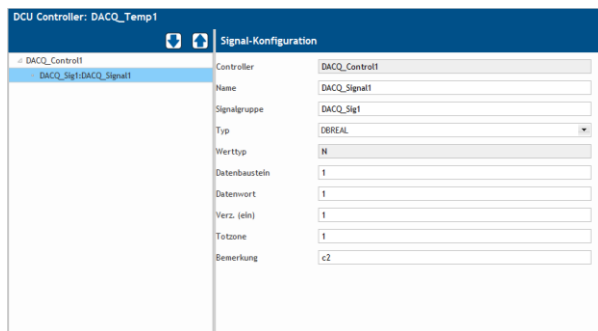 DCU Controller: DACQ_Temp1
Signal-Konfiguration
DACQ_Control1
DACQ_Sig1:DACQ_Signal1
Controller DACQ_Control1
Name DACQ_Signal1
Signalgruppe DACQ_Sig1
Typ DBREAL
Werttyp N
Datenbaustein 1
Datenwort 1
Verz. (ein) 1
Totzone 1
Bemerkung c2